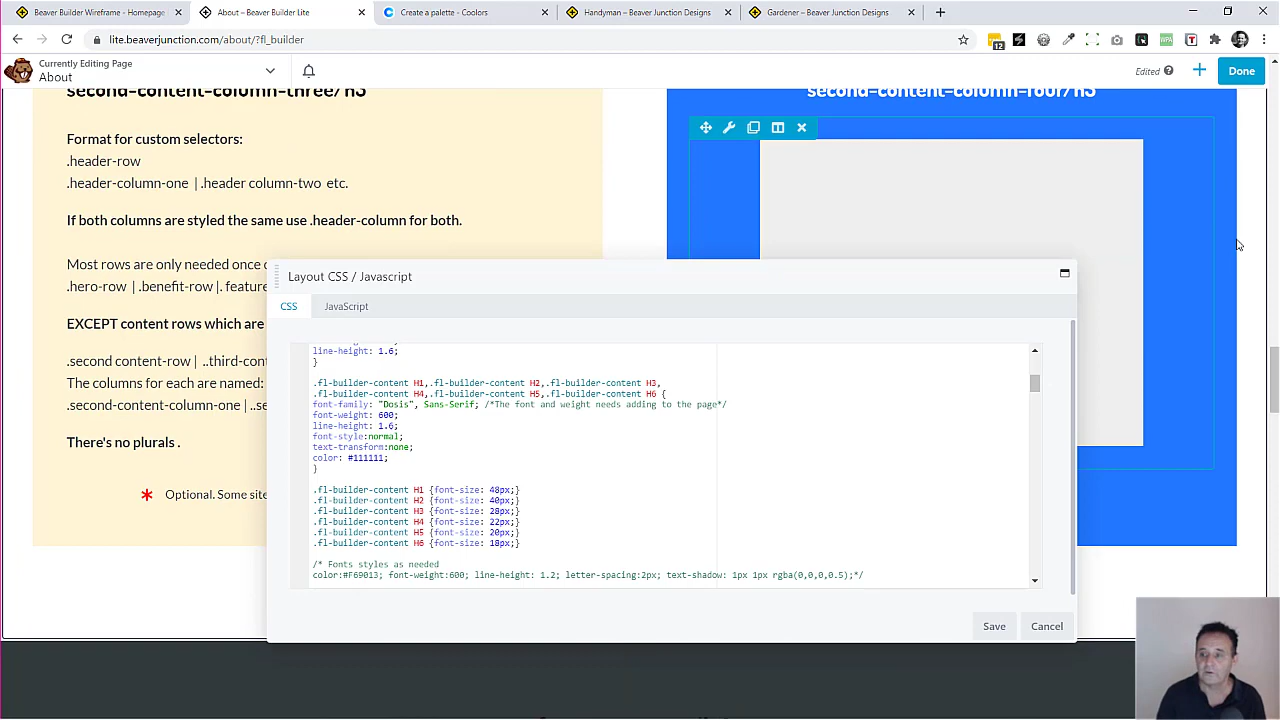 Beaver Builder Wireframe - Homepage
About – Beaver Builder Lite
Create a palette - Coolors
Handyman – Beaver Junction Designs
Gardener – Beaver Junction Designs
lite.beaverjunction.com/about/?fl_builder
12
WPA
T
Currently Editing Page
About
Edited
Done
second-content-column-three/h3
second-content-column-four/h3
Format for custom selectors:
.header-row
.header-column-one | .header column-two etc.
If both columns are styled the same use .header-column for both.
Most rows are only needed once
.hero-row | .benefit-row |. feature
EXCEPT content rows which are
.second content-row | ..third-cont
The columns for each are named:
.second-content-column-one | ..se
There's no plurals .
* Optional. Some site
Layout CSS / Javascript
CSS
JavaScript
line-height: 1.6;
}
.fl-builder-content H1,.fl-builder-content H2,.fl-builder-content H3,
.fl-builder-content H4,.fl-builder-content H5,.fl-builder-content H6 {
font-family: "Dosis", Sans-Serif; /*The font and weight needs adding to the page*/
font-weight: 600;
line-height: 1.6;
font-style:normal;
text-transform:none;
color: #111111;
}
.fl-builder-content H1 {font-size: 48px;}
.fl-builder-content H2 {font-size: 40px;}
.fl-builder-content H3 {font-size: 28px;}
.fl-builder-content H4 {font-size: 22px;}
.fl-builder-content H5 {font-size: 20px;}
.fl-builder-content H6 {font-size: 18px;}
/* Fonts styles as needed
color:#F69013; font-weight:600; line-height: 1.2; letter-spacing:2px; text-shadow: 1px 1px rgba(0,0,0,0.5);*/
Save
Cancel